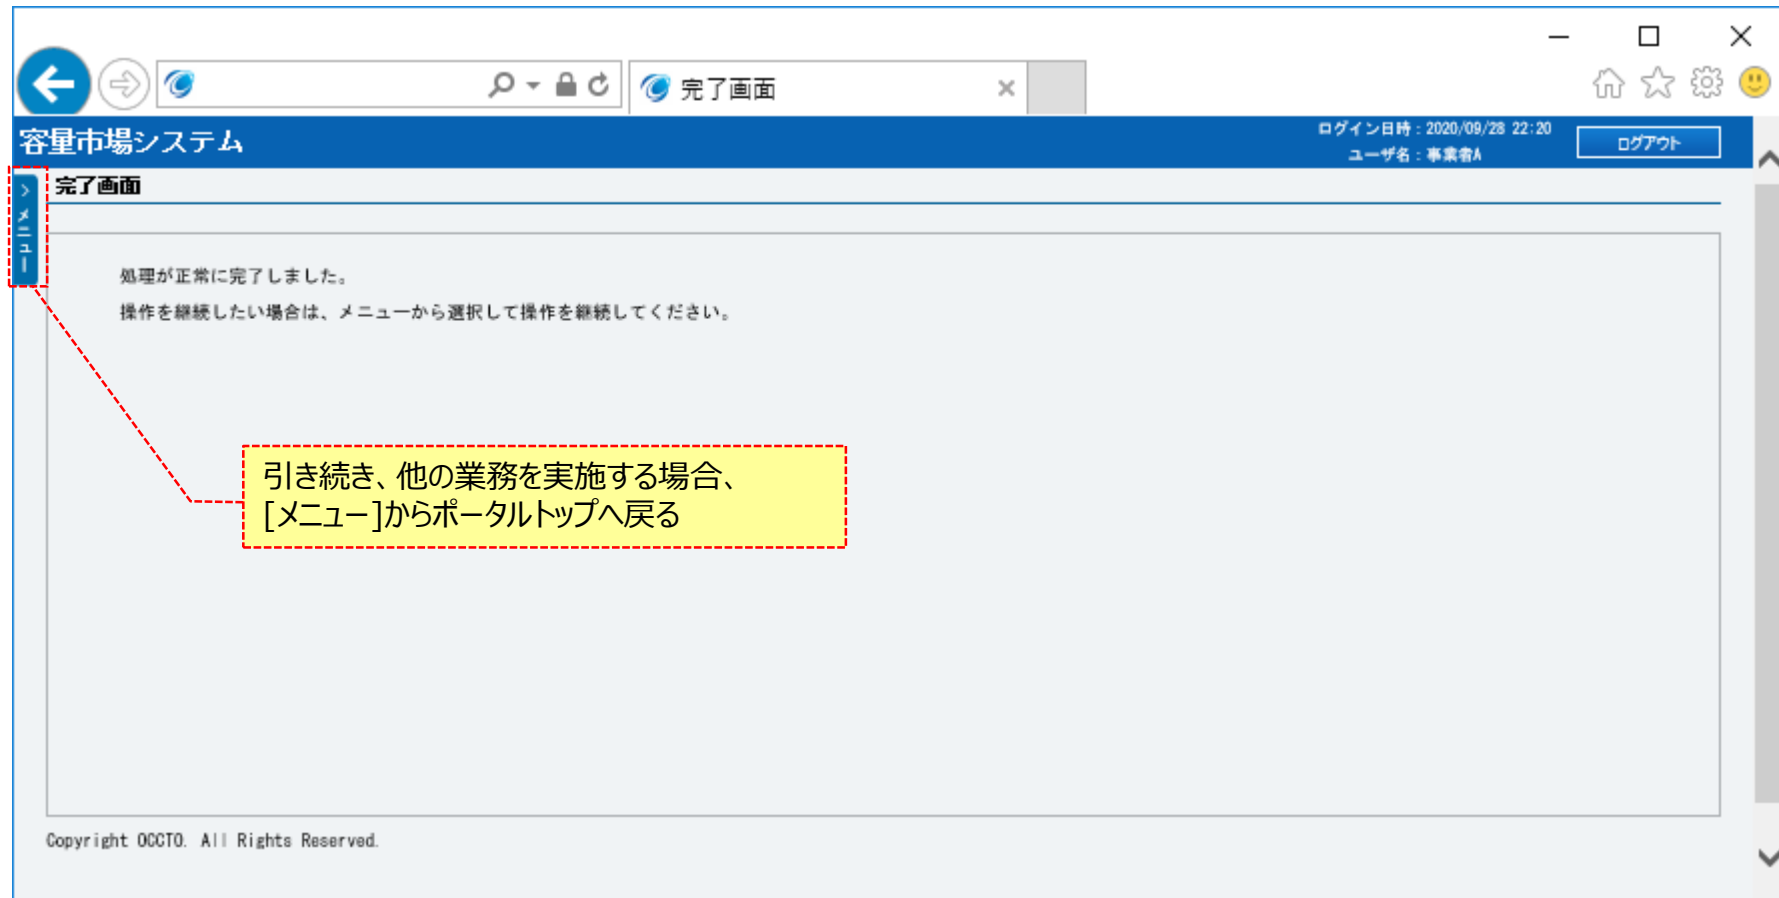 完了画面
容量市場システム
ログイン日時：2020/09/28 22:20
ユーザ名：事業者A
ログアウト
完了画面
> メニュー
処理が正常に完了しました。
操作を継続したい場合は、メニューから選択して操作を継続してください。
引き続き、他の業務を実施する場合、
[メニュー]からポータルトップへ戻る
Copyright OCCTO. All Rights Reserved.